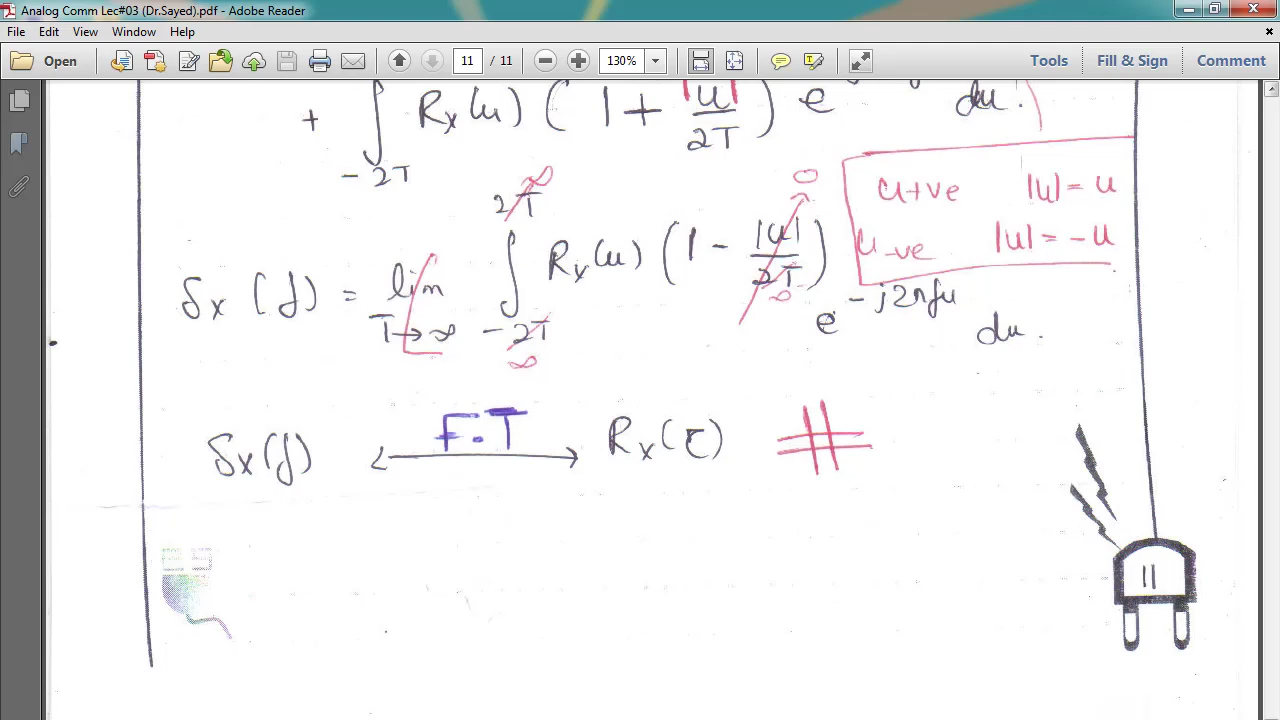 Analog Comm Lec#03 (Dr.Sayed).pdf - Adobe Reader
File Edit View Window Help
Open 11 / 11 130% Tools Fill & Sign Comment
+ ∫ Rx(u) ( 1 + |u| / 2T ) e du.
-2T
u +ve |u| = u
u -ve |u| = -u
Sx(f) = lim T→∞ ∫ -2T ∞ 2T ∞ Rx(u) ( 1 - |u| / 2T ∞ ) 0 e -j2πfu du.
Sx(f) ← F.T → Rx(τ) #
11